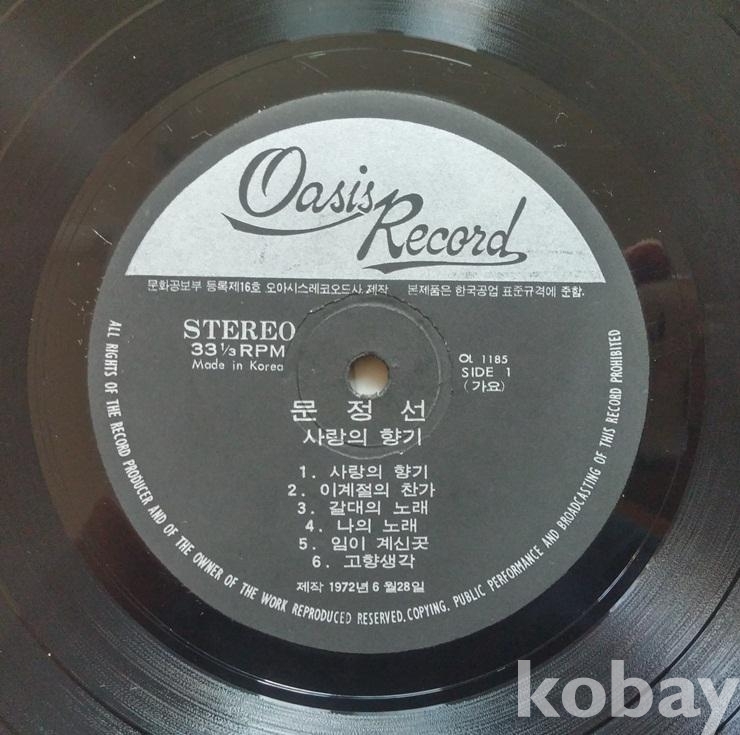 Oasis
Record
문화공보부 등록제16호 오아시스레코오드사. 제작 본제품은 한국공업 표준규격에 준함.
STEREO
33 1/3 RPM
Made in Korea
OL 1185
SIDE 1
(가요)
문 정 선
사랑의 향기
1. 사랑의 향기
2. 이계절의 찬가
3. 갈대의 노래
4. 나의 노래
5. 임이 계신곳
6. 고향생각
제작 1972년 6 월28일
ALL RIGHTS OF THE RECORD PRODUCER AND OF THE OWNER OF THE WORK REPRODUCED RESERVED. COPYING. PUBLIC PERFORMANCE AND BROADCASTING OF THIS RECORD PROHIBITED
kobay